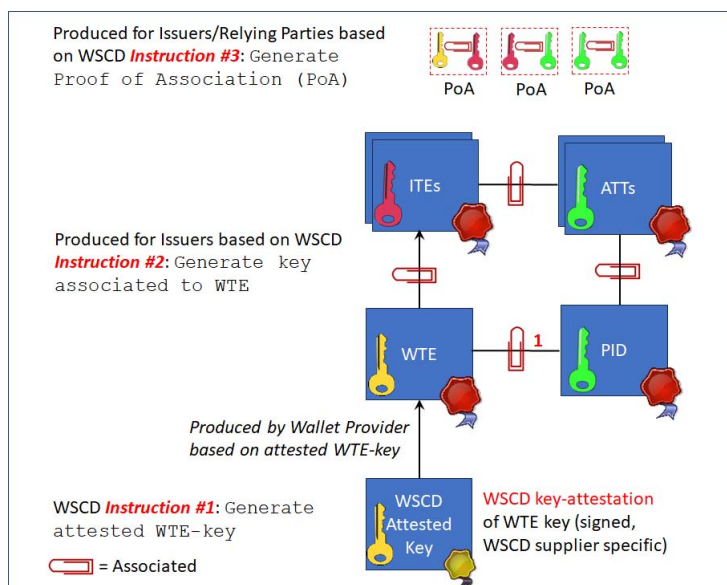 Produced for Issuers/Relying Parties based
on WSCD Instruction #3: Generate
Proof of Association (PoA)
PoA
PoA
PoA
ITEs
ATTs
Produced for Issuers based on WSCD
Instruction #2: Generate key
associated to WTE
WTE
1
PID
Produced by Wallet Provider
based on attested WTE-key
WSCD Instruction #1: Generate
attested WTE-key
WSCD
Attested
Key
WSCD key-attestation
of WTE key (signed,
WSCD supplier specific)
= Associated